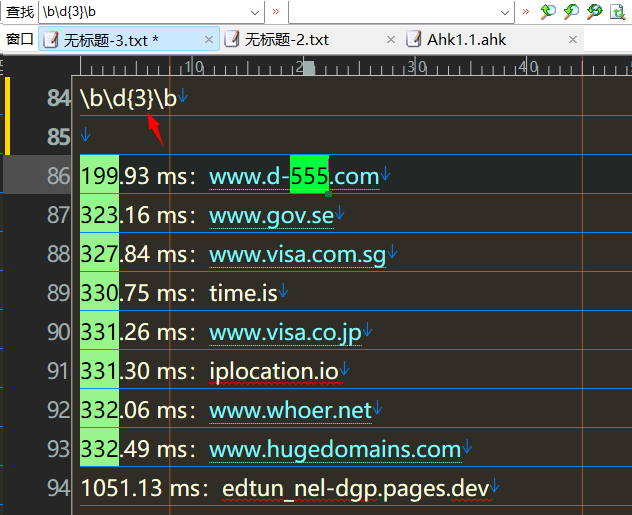 查找 \b\d{3}\b » »
窗口 无标题-3.txt * × 无标题-2.txt × Ahk1.1.ahk ×
10 20 30 40
84 \b\d{3}\b↓
85 ↓
86 199.93 ms：www.d-555.com↓
87 323.16 ms：www.gov.se↓
88 327.84 ms：www.visa.com.sg↓
89 330.75 ms：time.is↓
90 331.26 ms：www.visa.co.jp↓
91 331.30 ms：iplocation.io↓
92 332.06 ms：www.whoer.net↓
93 332.49 ms：www.hugedomains.com↓
94 1051.13 ms：edtun_nel-dgp.pages.dev↓